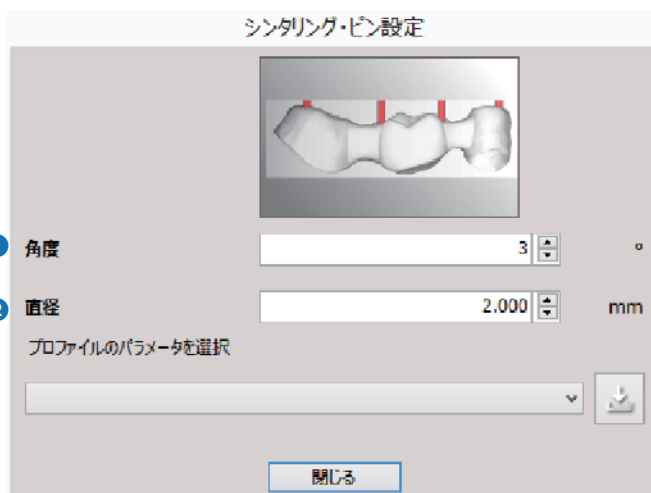 シンタリング・ピン設定
角度 3 °
2 直径 2.000 mm
プロファイルのパラメータを選択
閉じる